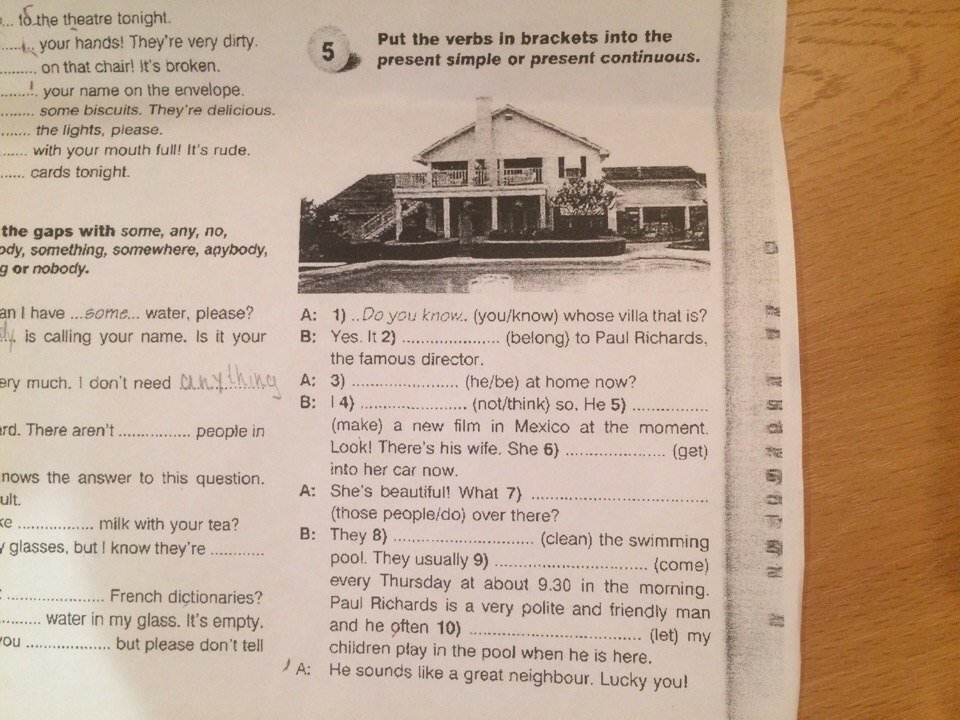 ... to the theatre tonight.
...... your hands! They're very dirty.
......... on that chair! It's broken.
......... your name on the envelope.
........ some biscuits. They're delicious.
........ the lights, please.
...... with your mouth full! It's rude.
...... cards tonight.
the gaps with some, any, no,
ody, something, somewhere, anybody,
g or nobody.
an I have ...some... water, please?
is calling your name. Is it your
ery much. I don't need anything
rd. There aren't .............. people in
nows the answer to this question.
ult.
ke .............. milk with your tea?
y glasses, but I know they're ...........
.................. French dictionaries?
......... water in my glass. It's empty.
you ................ but please don't tell
5 Put the verbs in brackets into the
present simple or present continuous.
A: 1) ..Do you know.. (you/know) whose villa that is?
B: Yes. It 2) .................... (belong) to Paul Richards,
the famous director.
A: 3) ..................... (he/be) at home now?
B: I 4) ..................... (not/think) so. He 5) ...............
(make) a new film in Mexico at the moment.
Look! There's his wife. She 6) .................... (get)
into her car now.
A: She's beautiful! What 7) ...................................
(those people/do) over there?
B: They 8) ............................ (clean) the swimming
pool. They usually 9) .................................... (come)
every Thursday at about 9.30 in the morning.
Paul Richards is a very polite and friendly man
and he often 10) .................................. (let) my
children play in the pool when he is here.
A: He sounds like a great neighbour. Lucky you!